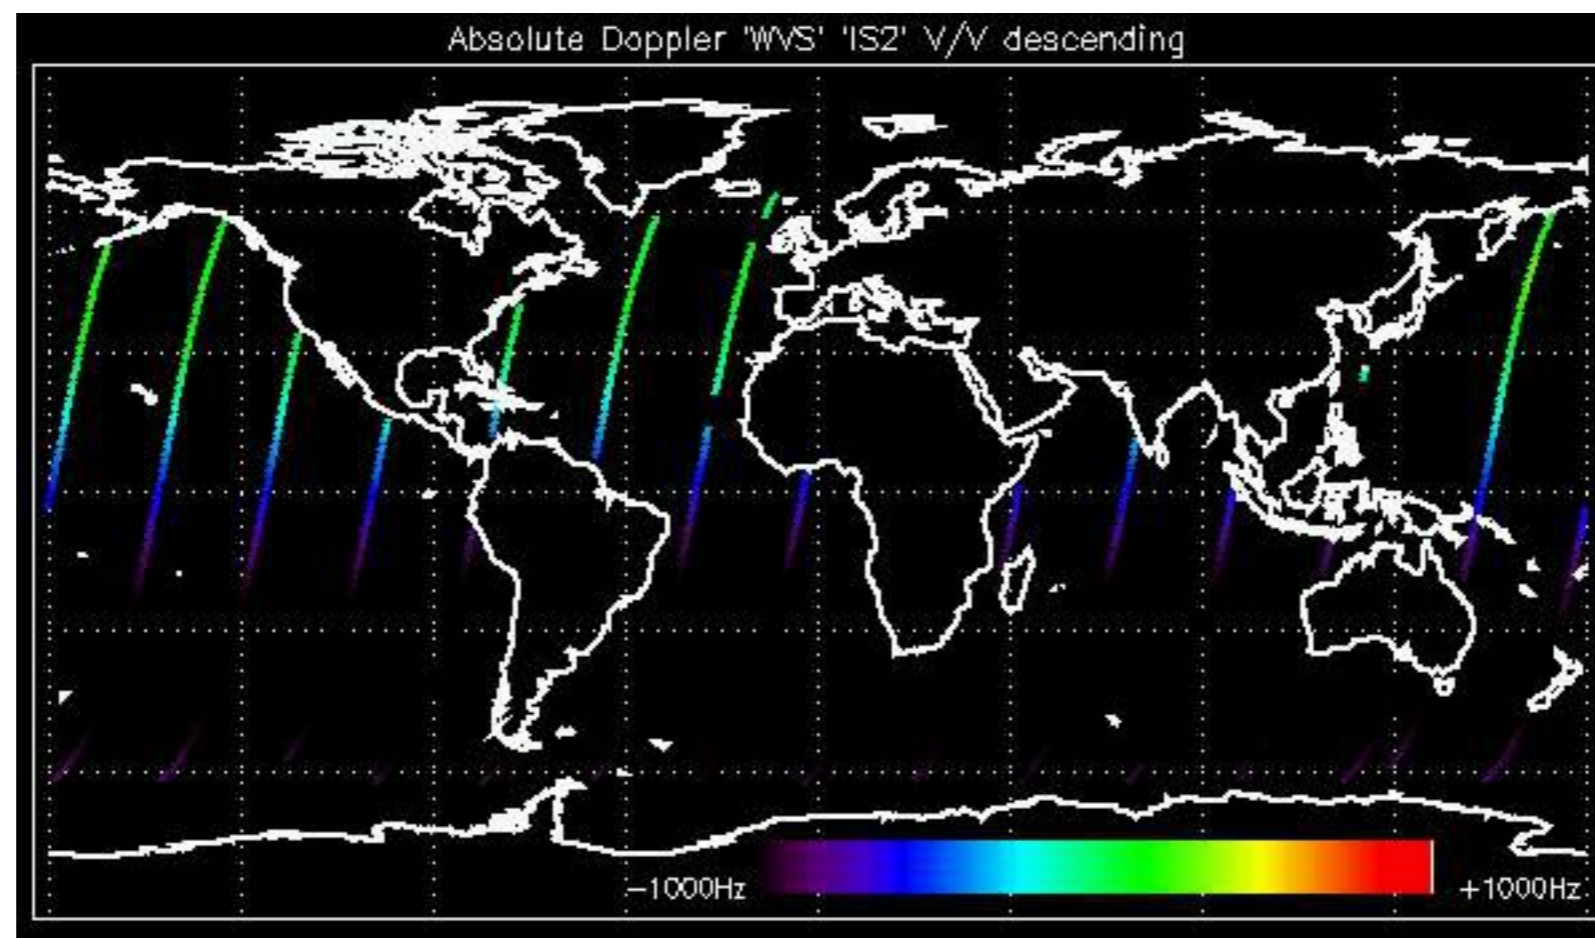 Absolute Doppler 'WVS' 'IS2' V/V descending
-1000Hz
+1000Hz